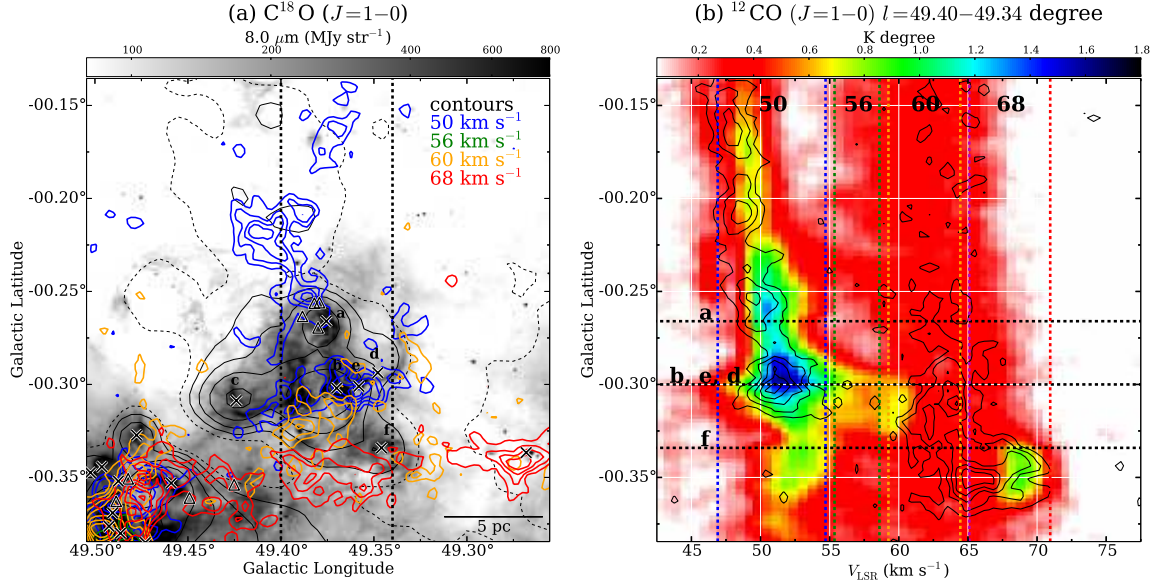 (a) C¹⁸O (J=1−0)
8.0 μm (MJy str⁻¹)
100 200 400 600 800
contours
50 km s⁻¹
56 km s⁻¹
60 km s⁻¹
68 km s⁻¹
a
b
c
d
e
f
5 pc
-00.15°
-00.20°
-00.25°
-00.30°
-00.35°
Galactic Latitude
49.50 49.45 49.40 49.35 49.30
Galactic Longitude
(b) ¹²CO (J=1−0) l=49.40−49.34 degree
K degree
0.2 0.4 0.6 0.8 1.0 1.2 1.4 1.6 1.8
50 56 60 68
a
b, e, d
f
-00.15°
-00.20°
-00.25°
-00.30°
-00.35°
Galactic Latitude
45 50 55 60 65 70 75
V_LSR (km s⁻¹)